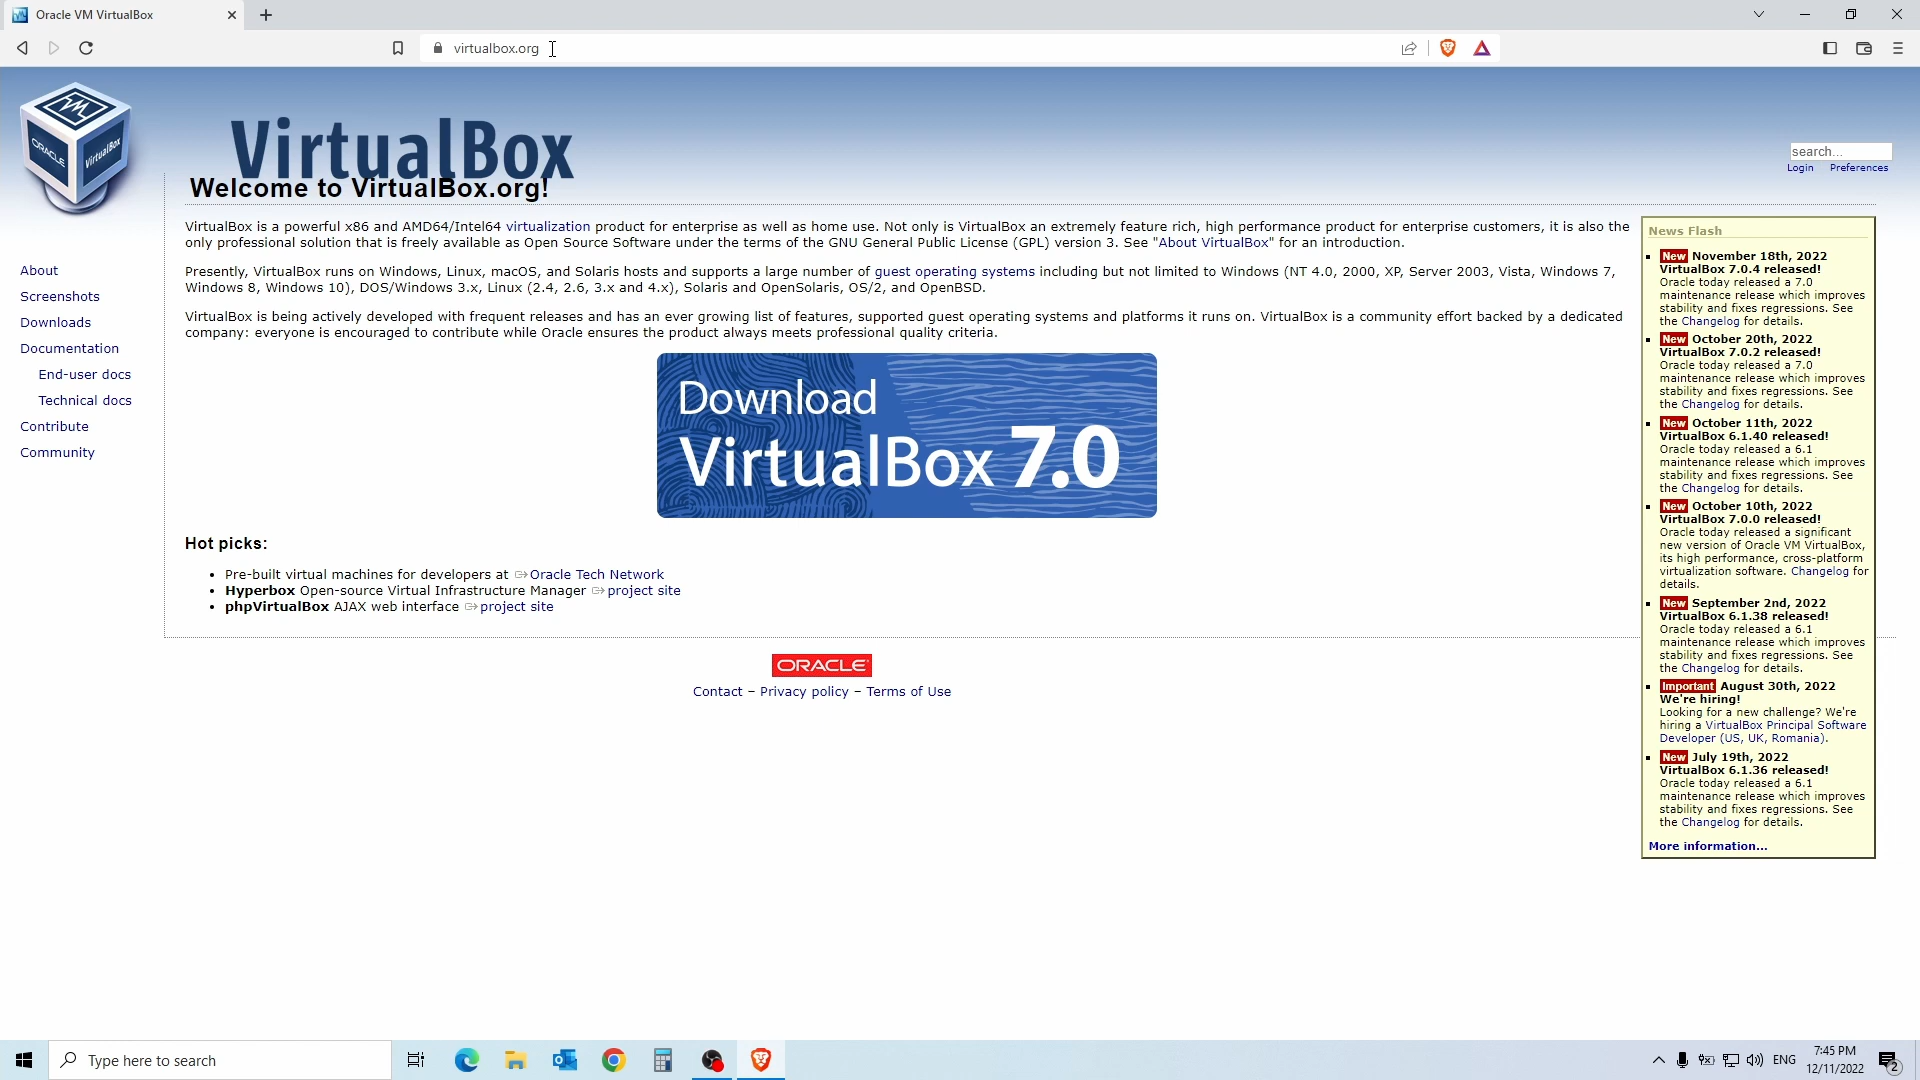 Oracle VM VirtualBox
virtualbox.org
ORACLE
VirtualBox
VirtualBox
search...
Login Preferences
Welcome to VirtualBox.org!
VirtualBox is a powerful x86 and AMD64/Intel64 virtualization product for enterprise as well as home use. Not only is VirtualBox an extremely feature rich, high performance product for enterprise customers, it is also the
only professional solution that is freely available as Open Source Software under the terms of the GNU General Public License (GPL) version 3. See "About VirtualBox" for an introduction.
Presently, VirtualBox runs on Windows, Linux, macOS, and Solaris hosts and supports a large number of guest operating systems including but not limited to Windows (NT 4.0, 2000, XP, Server 2003, Vista, Windows 7,
Windows 8, Windows 10), DOS/Windows 3.x, Linux (2.4, 2.6, 3.x and 4.x), Solaris and OpenSolaris, OS/2, and OpenBSD.
VirtualBox is being actively developed with frequent releases and has an ever growing list of features, supported guest operating systems and platforms it runs on. VirtualBox is a community effort backed by a dedicated
company: everyone is encouraged to contribute while Oracle ensures the product always meets professional quality criteria.
About
Screenshots
Downloads
Documentation
End-user docs
Technical docs
Contribute
Community
Download
VirtualBox 7.0
Hot picks:
• Pre-built virtual machines for developers at Oracle Tech Network
• Hyperbox Open-source Virtual Infrastructure Manager project site
• phpVirtualBox AJAX web interface project site
ORACLE
Contact – Privacy policy – Terms of Use
News Flash
New November 18th, 2022
VirtualBox 7.0.4 released!
Oracle today released a 7.0
maintenance release which improves
stability and fixes regressions. See
the Changelog for details.
New October 20th, 2022
VirtualBox 7.0.2 released!
Oracle today released a 7.0
maintenance release which improves
stability and fixes regressions. See
the Changelog for details.
New October 11th, 2022
VirtualBox 6.1.40 released!
Oracle today released a 6.1
maintenance release which improves
stability and fixes regressions. See
the Changelog for details.
New October 10th, 2022
VirtualBox 7.0.0 released!
Oracle today released a significant
new version of Oracle VM VirtualBox,
its high performance, cross-platform
virtualization software. Changelog for
details.
New September 2nd, 2022
VirtualBox 6.1.38 released!
Oracle today released a 6.1
maintenance release which improves
stability and fixes regressions. See
the Changelog for details.
Important August 30th, 2022
We're hiring!
Looking for a new challenge? We're
hiring a VirtualBox Principal Software
Developer (US, UK, Romania).
New July 19th, 2022
VirtualBox 6.1.36 released!
Oracle today released a 6.1
maintenance release which improves
stability and fixes regressions. See
the Changelog for details.
More information...
Type here to search
ENG
7:45 PM
12/11/2022
2